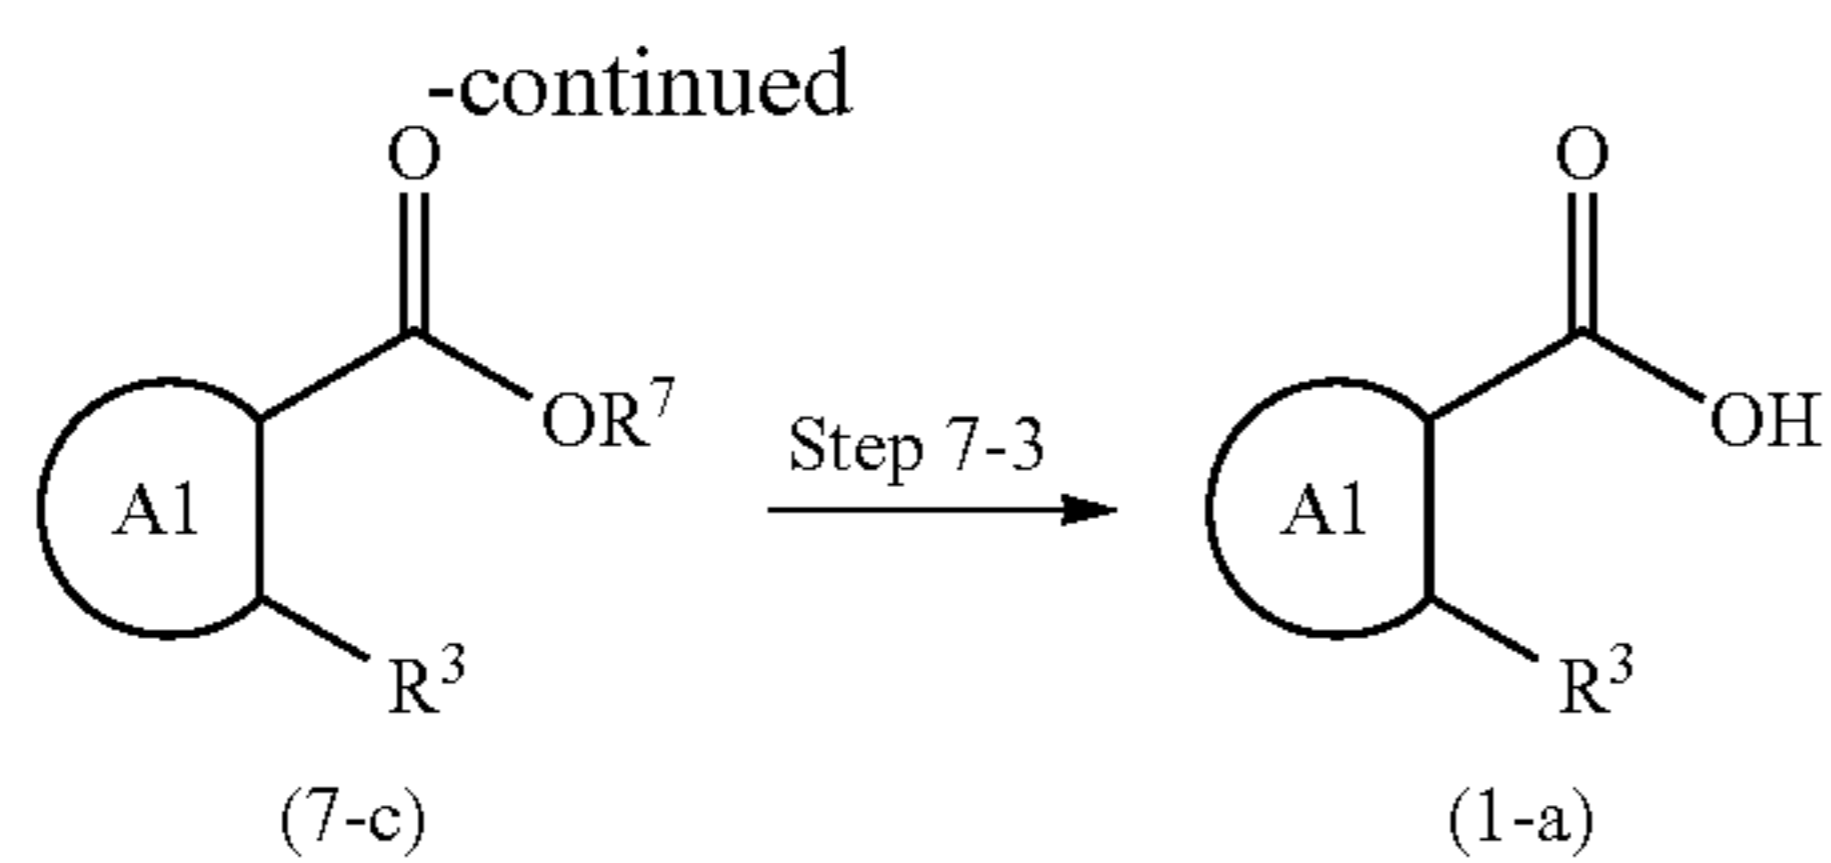 -continued
O
O
OR⁷
OH
Step 7-3
A1
A1
R³
R³
(7-c)
(1-a)